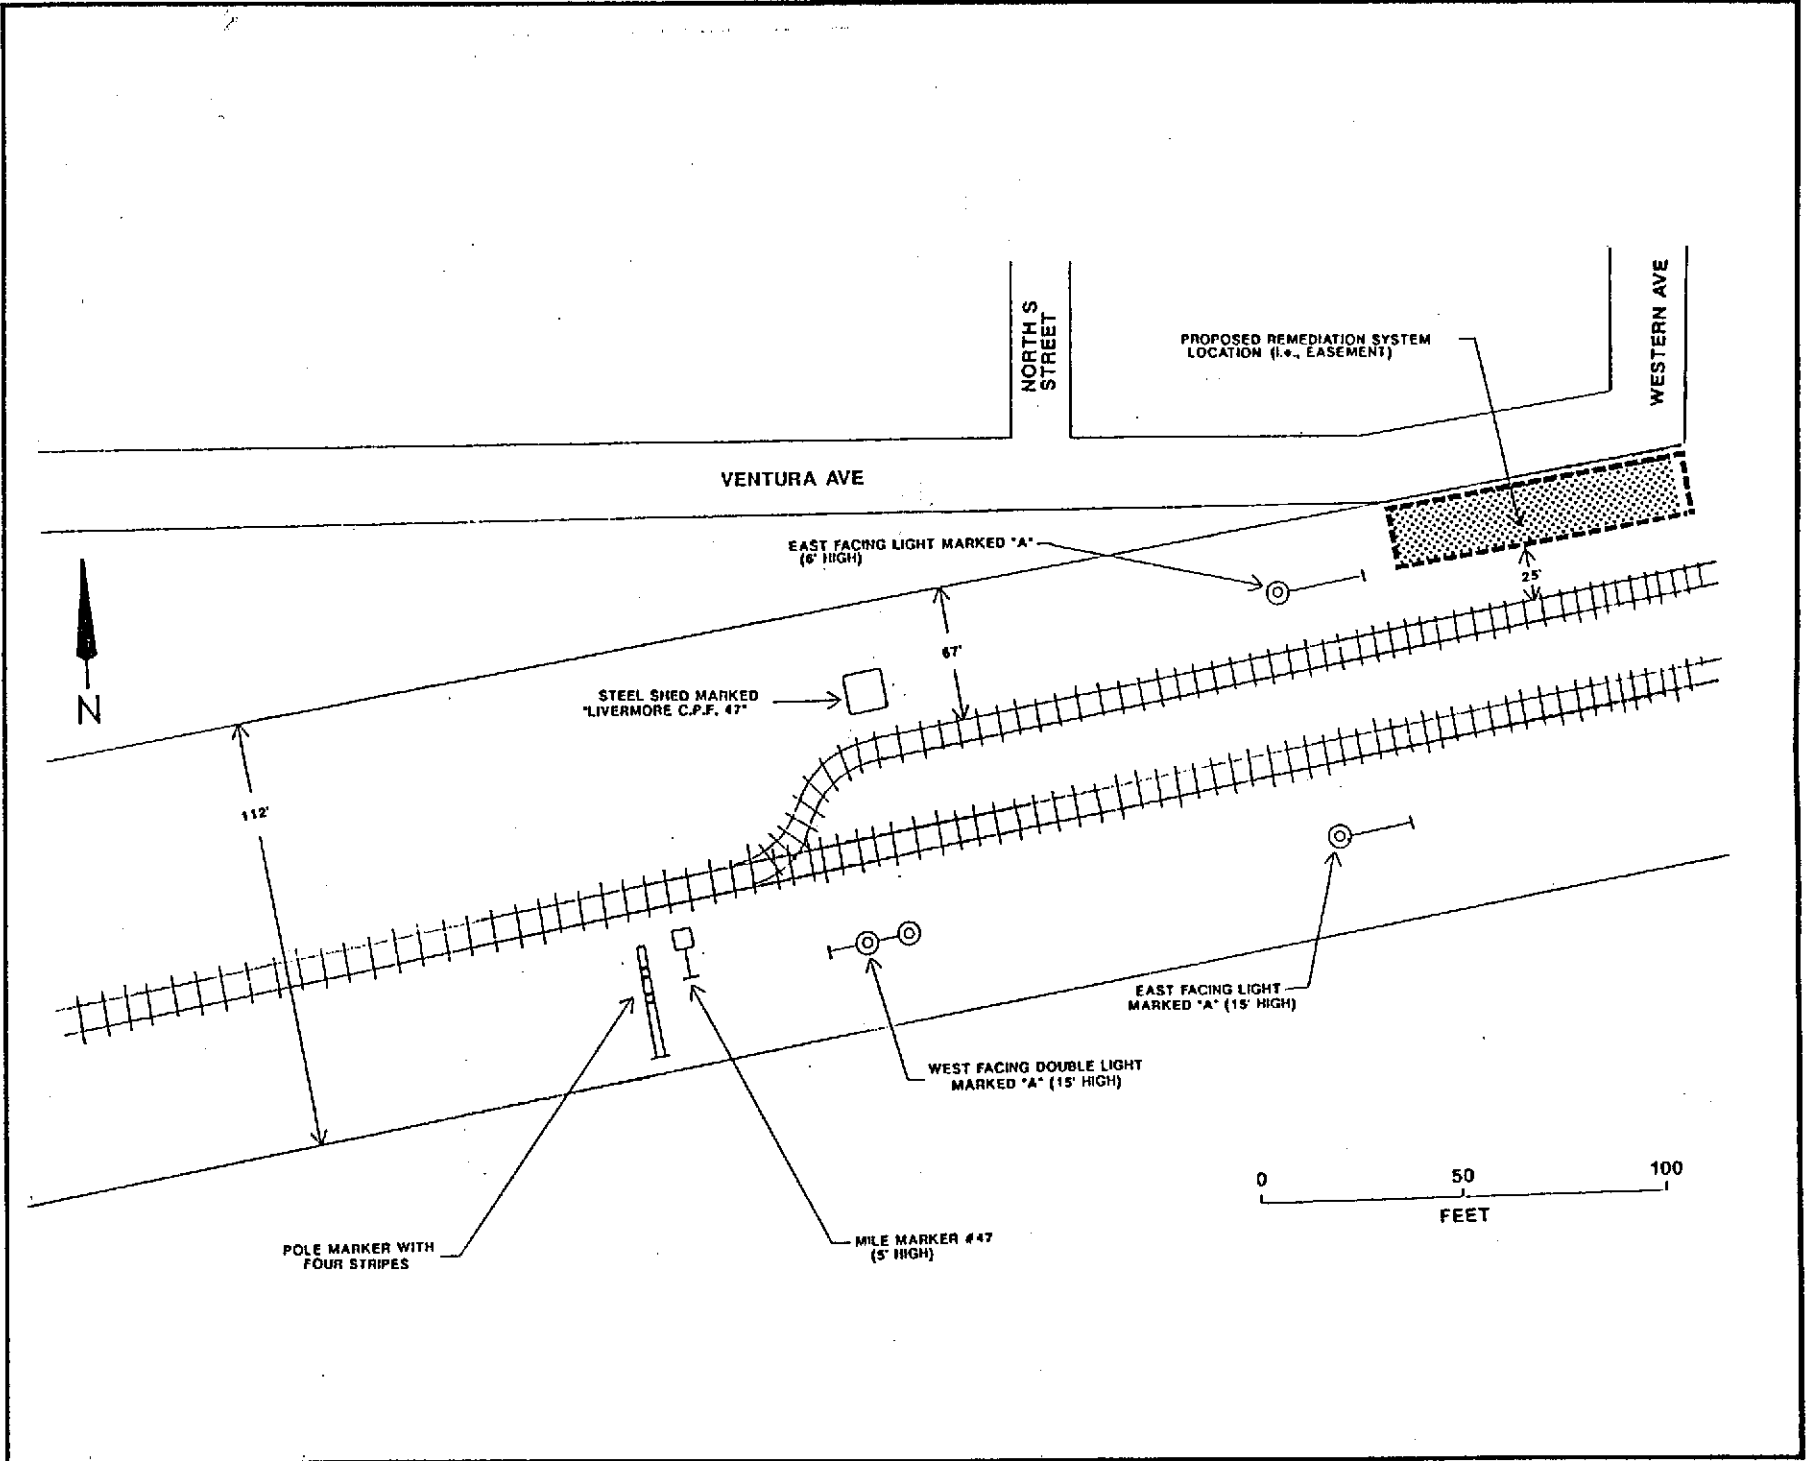 NORTH S
STREET
WESTERN AVE
PROPOSED REMEDIATION SYSTEM
LOCATION (i.e., EASEMENT)
VENTURA AVE
EAST FACING LIGHT MARKED "A"
(6' HIGH)
25'
67'
STEEL SHED MARKED
"LIVERMORE C.P.F. 47"
N
112'
EAST FACING LIGHT
MARKED "A" (15' HIGH)
WEST FACING DOUBLE LIGHT
MARKED "A" (15' HIGH)
0 50 100
FEET
POLE MARKER WITH
FOUR STRIPES
MILE MARKER #47
(5' HIGH)